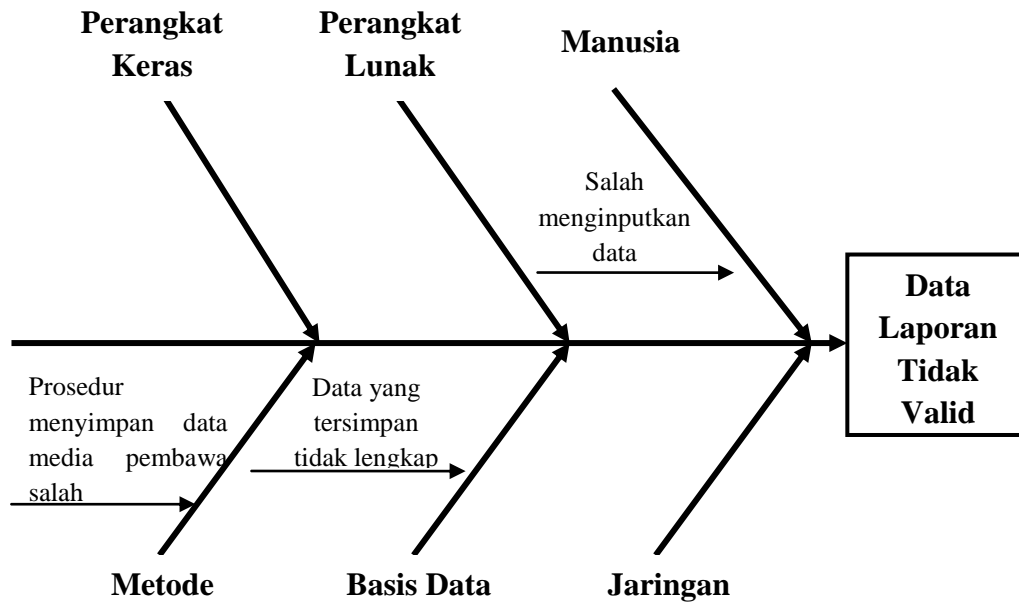 Perangkat
Keras
Perangkat
Lunak
Manusia
Salah
menginputkan
data
Data
Laporan
Tidak
Valid
Prosedur
menyimpan data
media pembawa
salah
Data yang
tersimpan
tidak lengkap
Metode
Basis Data
Jaringan